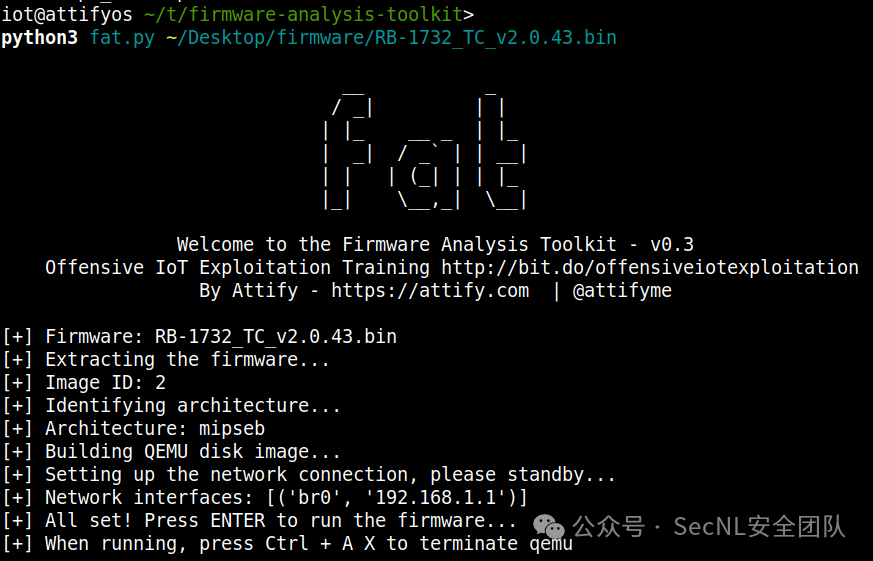 iot@attifyos ~/t/firmware-analysis-toolkit>
python3 fat.py ~/Desktop/firmware/RB-1732_TC_v2.0.43.bin
fat
Welcome to the Firmware Analysis Toolkit - v0.3
Offensive IoT Exploitation Training http://bit.do/offensiveiotexploitation
By Attify - https://attify.com | @attifyme
[+] Firmware: RB-1732_TC_v2.0.43.bin
[+] Extracting the firmware...
[+] Image ID: 2
[+] Identifying architecture...
[+] Architecture: mipseb
[+] Building QEMU disk image...
[+] Setting up the network connection, please standby...
[+] Network interfaces: [('br0', '192.168.1.1')]
[+] All set! Press ENTER to run the firmware...
[+] When running, press Ctrl + A X to terminate qemu
公众号 · SecNL安全团队